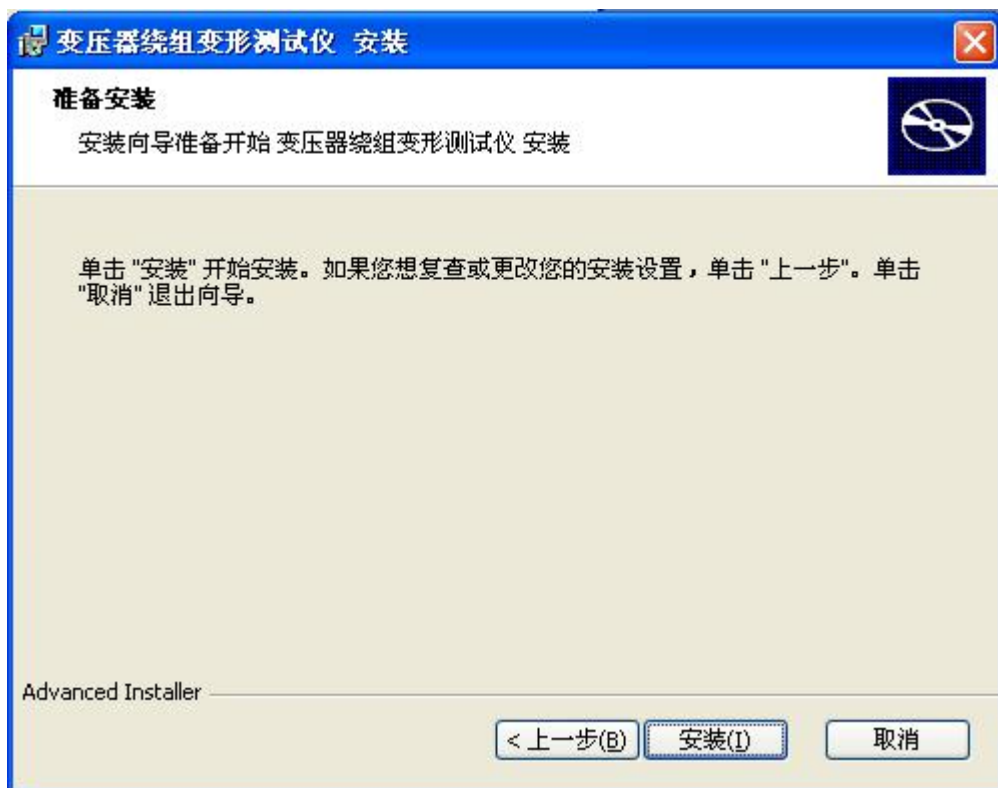 变压器绕组变形测试仪 安装
准备安装
安装向导准备开始 变压器绕组变形测试仪 安装
单击 "安装" 开始安装。如果您想复查或更改您的安装设置，单击 "上一步"。单击
"取消" 退出向导。
Advanced Installer
< 上一步(B) 安装(I) 取消